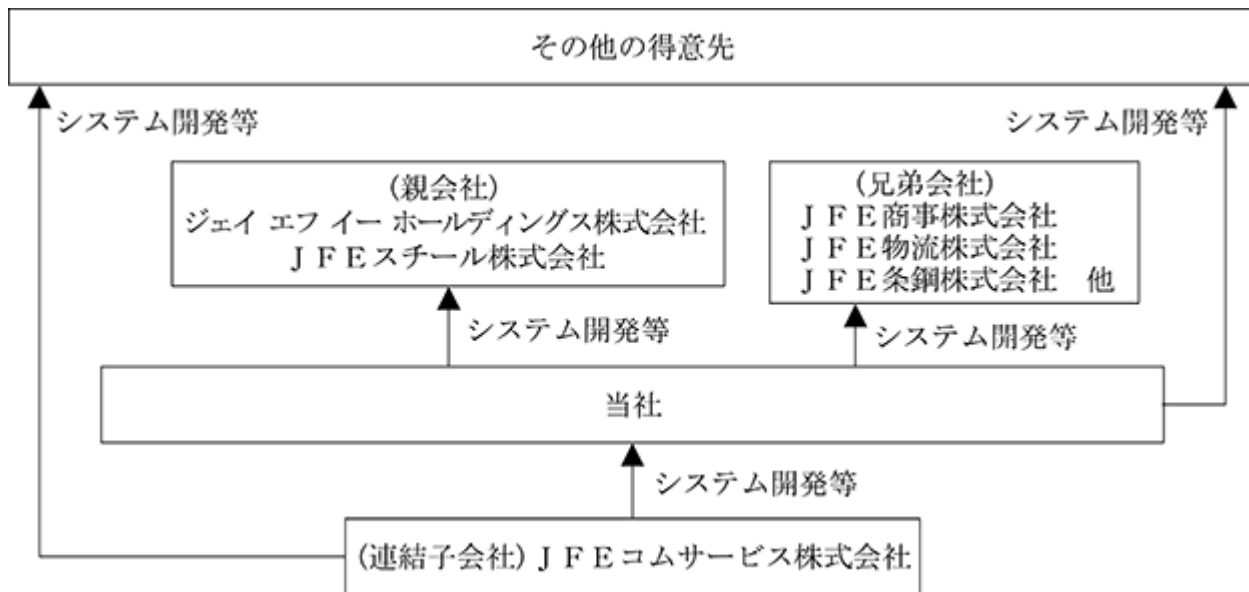 その他の得意先
システム開発等
システム開発等
(親会社)
ジェイ エフ イー ホールディングス株式会社
ＪＦＥスチール株式会社
(兄弟会社)
ＪＦＥ商事株式会社
ＪＦＥ物流株式会社
ＪＦＥ条鋼株式会社　他
システム開発等
システム開発等
当社
システム開発等
(連結子会社)ＪＦＥコムサービス株式会社